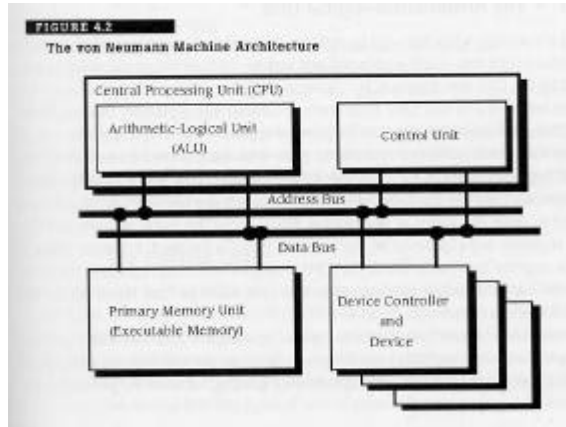 FIGURE 4.2
The von Neumann Machine Architecture
Central Processing Unit (CPU)
Arithmetic-Logical Unit
(ALU)
Control Unit
Address Bus
Data Bus
Primary Memory Unit
(Executable Memory)
Device Controller
and
Device